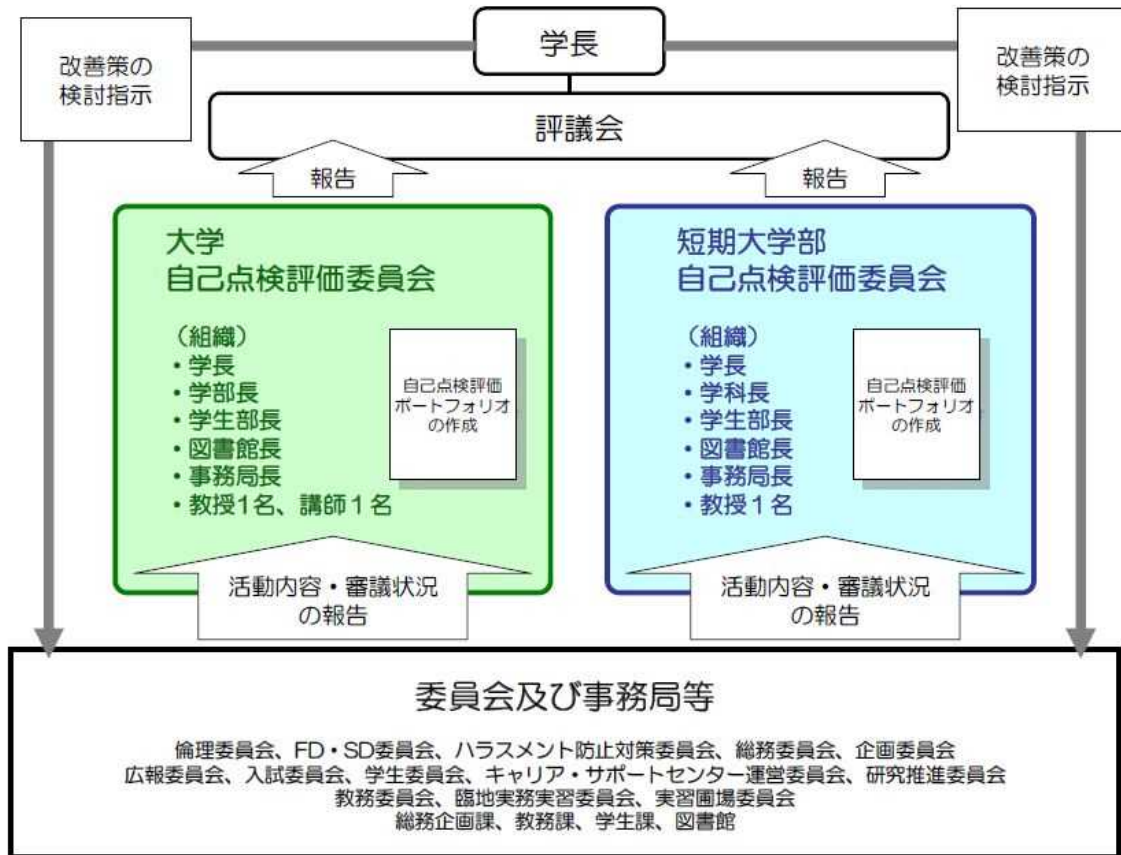 学長
改善策の
検討指示
改善策の
検討指示
評議会
報告
報告
大学
自己点検評価委員会
（組織）
・学長
・学部長
・学生部長
・図書館長
・事務局長
・教授1名、講師１名
自己点検評価
ポートフォリオ
の作成
短期大学部
自己点検評価委員会
（組織）
・学長
・学科長
・学生部長
・図書館長
・事務局長
・教授１名
自己点検評価
ポートフォリオ
の作成
活動内容・審議状況
の報告
活動内容・審議状況
の報告
委員会及び事務局等
倫理委員会、FD・SD委員会、ハラスメント防止対策委員会、総務委員会、企画委員会
広報委員会、入試委員会、学生委員会、キャリア・サポートセンター運営委員会、研究推進委員会
教務委員会、臨地実務実習委員会、実習圃場委員会
総務企画課、教務課、学生課、図書館